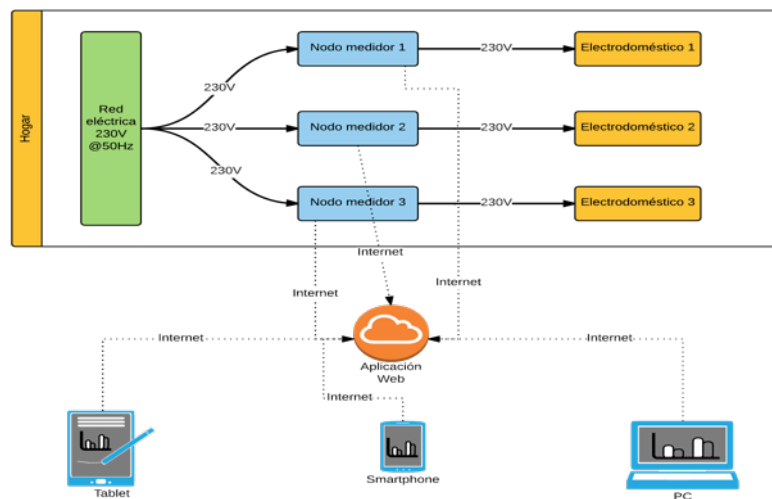 Hogar
Red
eléctrica
230V
@50Hz
230V
230V
230V
Nodo medidor 1
230V
Electrodoméstico 1
Nodo medidor 2
230V
Electrodoméstico 2
Nodo medidor 3
230V
Electrodoméstico 3
Internet
Internet
Internet
Internet
Internet
Aplicación
Web
Internet
Tablet
Smartphone
PC